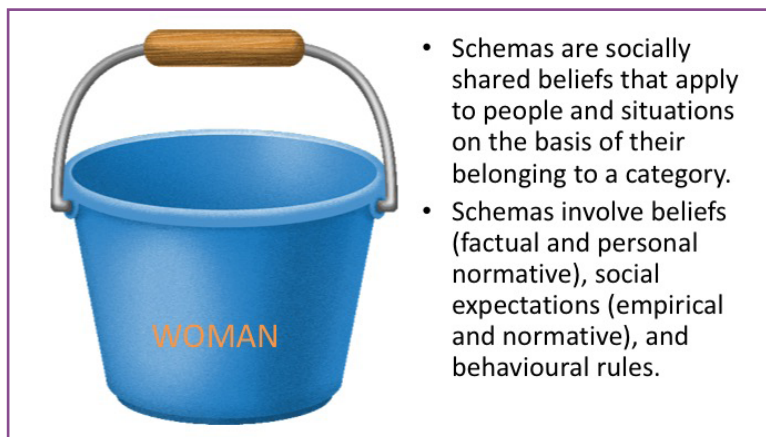 WOMAN
• Schemas are socially
shared beliefs that apply
to people and situations
on the basis of their
belonging to a category.
• Schemas involve beliefs
(factual and personal
normative), social
expectations (empirical
and normative), and
behavioural rules.